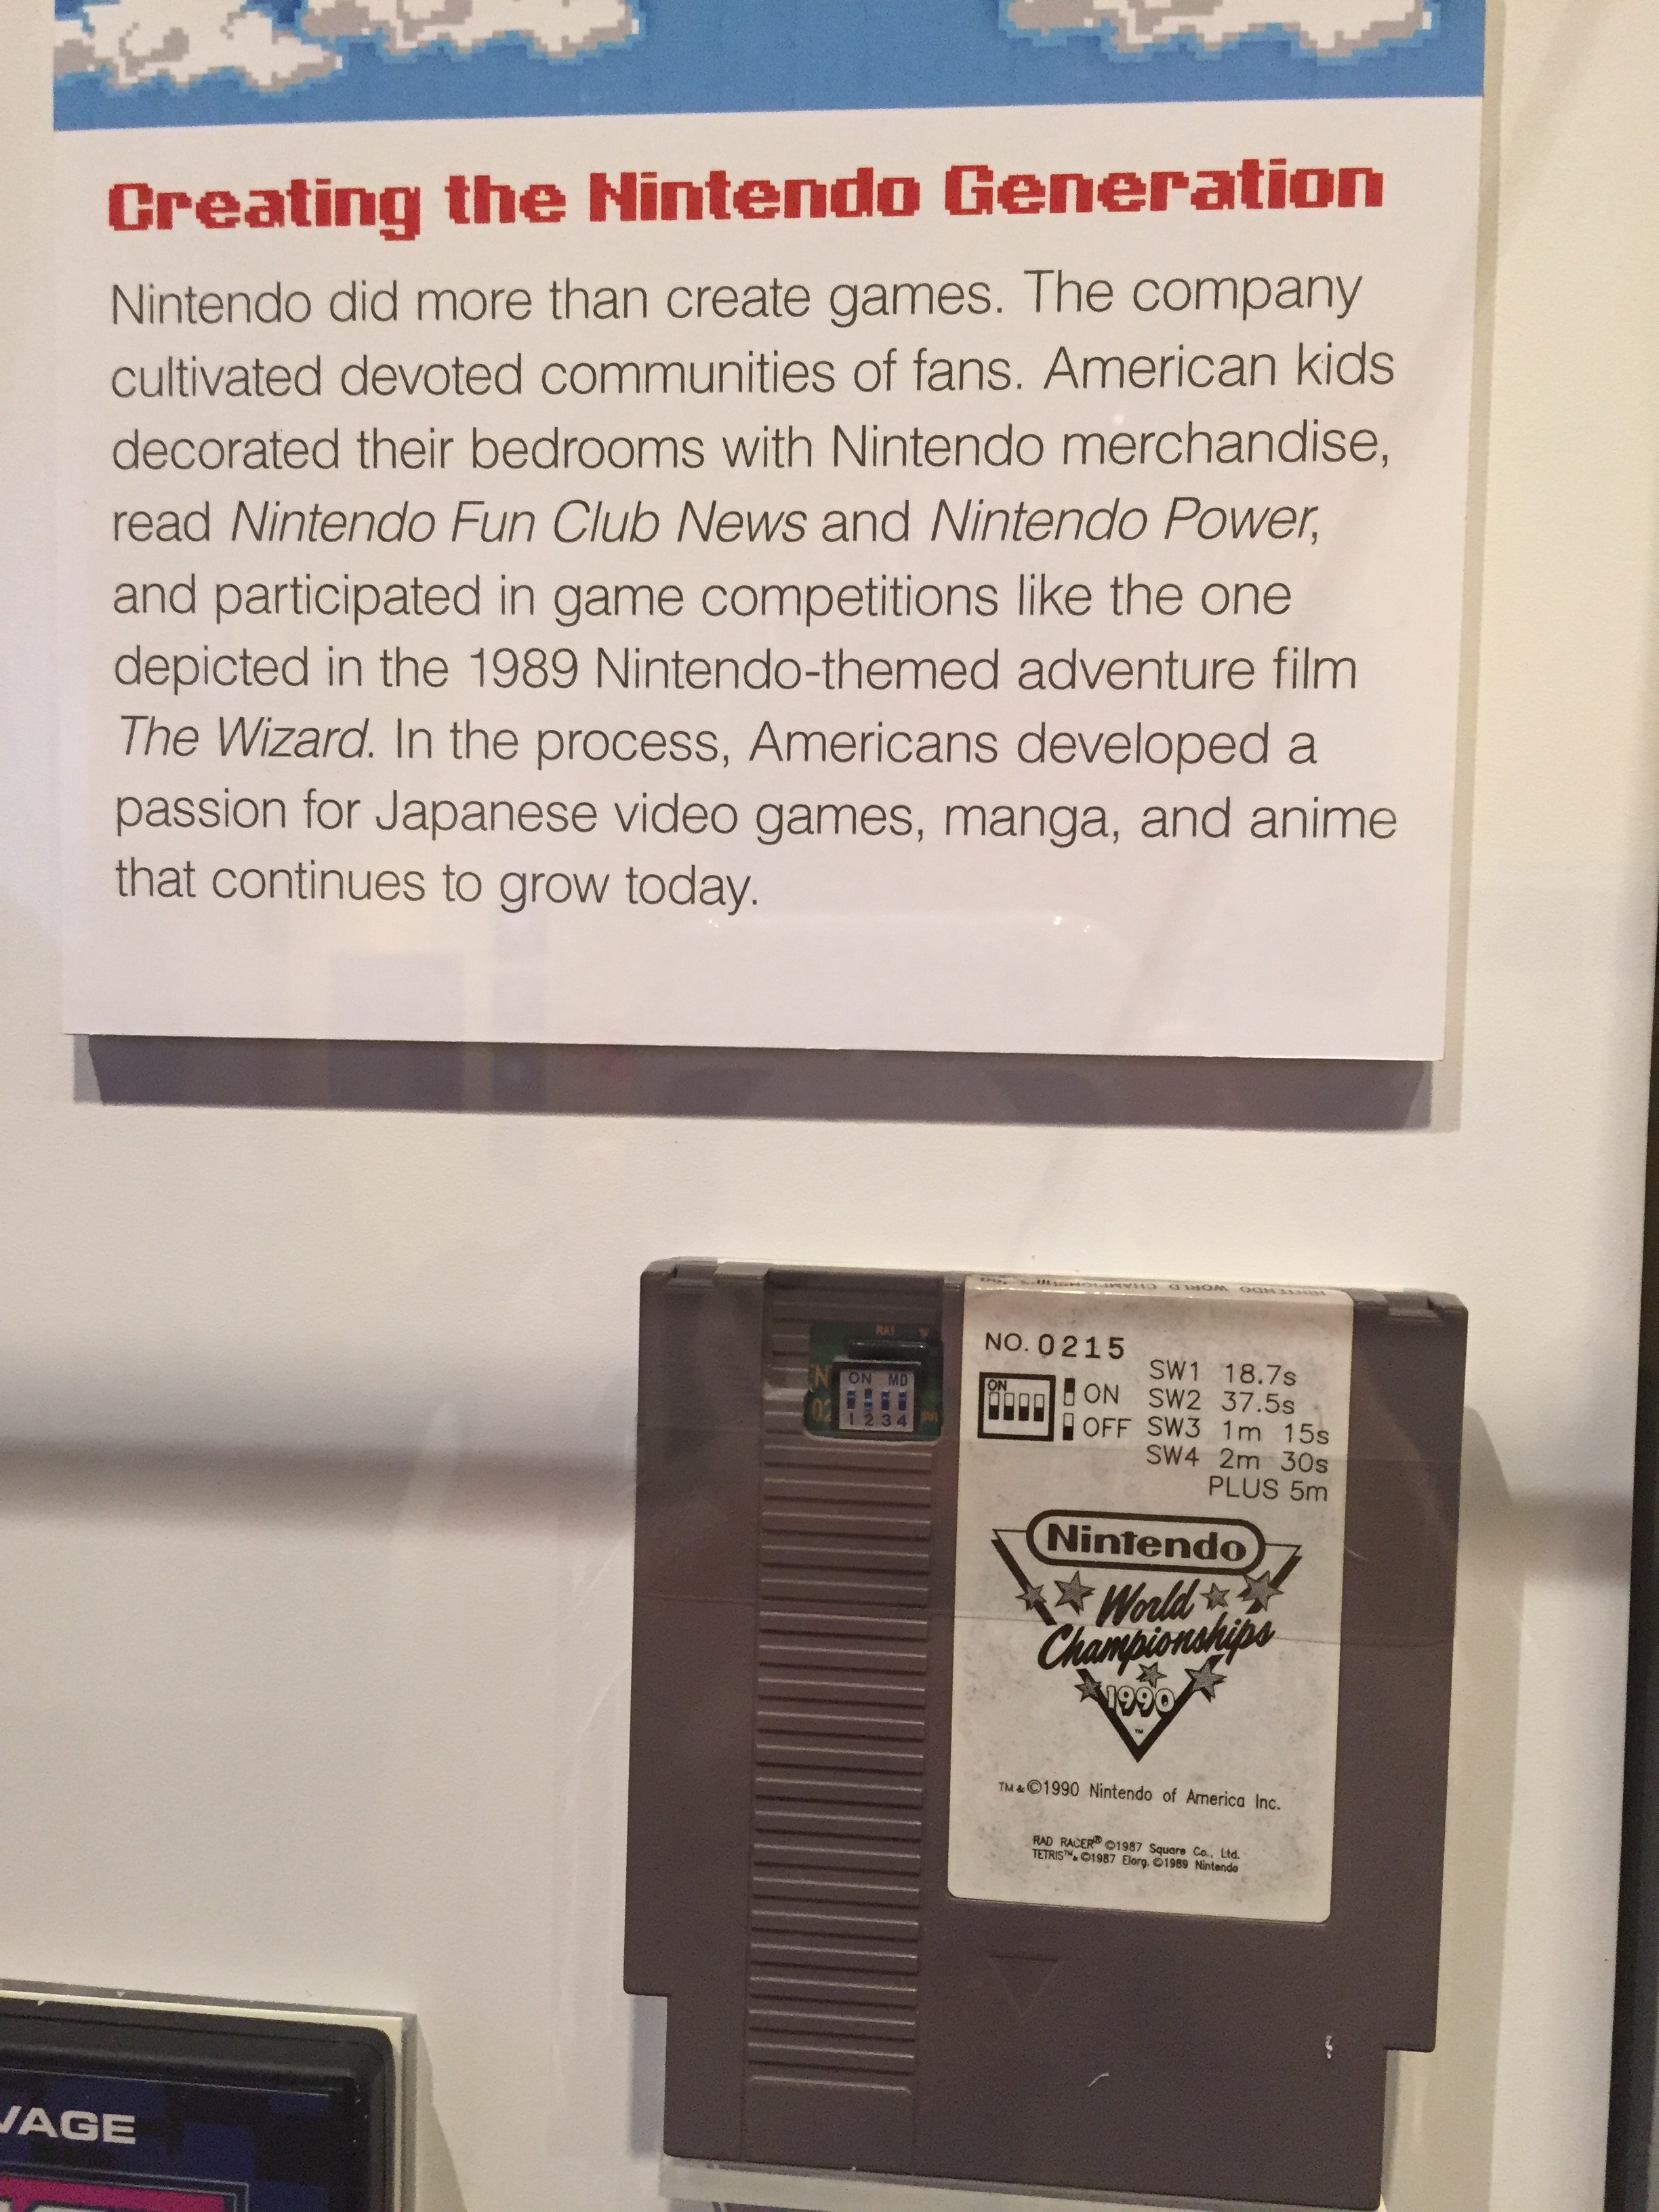 Creating the Nintendo Generation
Nintendo did more than create games. The company
cultivated devoted communities of fans. American kids
decorated their bedrooms with Nintendo merchandise,
read Nintendo Fun Club News and Nintendo Power,
and participated in game competitions like the one
depicted in the 1989 Nintendo-themed adventure film
The Wizard. In the process, Americans developed a
passion for Japanese video games, manga, and anime
that continues to grow today.
NINTENDO WORLD CHAMPIONSHIPS
RA1
ON MD
1 2 3 4
NO. 0215
ON
ON
OFF
SW1 18.7s
SW2 37.5s
SW3 1m 15s
SW4 2m 30s
PLUS 5m
Nintendo
World
Championships
1990
TM
TM&©1990 Nintendo of America Inc.
RAD RACER® ©1987 Square Co., Ltd.
TETRIS™&©1987 Elorg, ©1989 Nintendo
VAGE